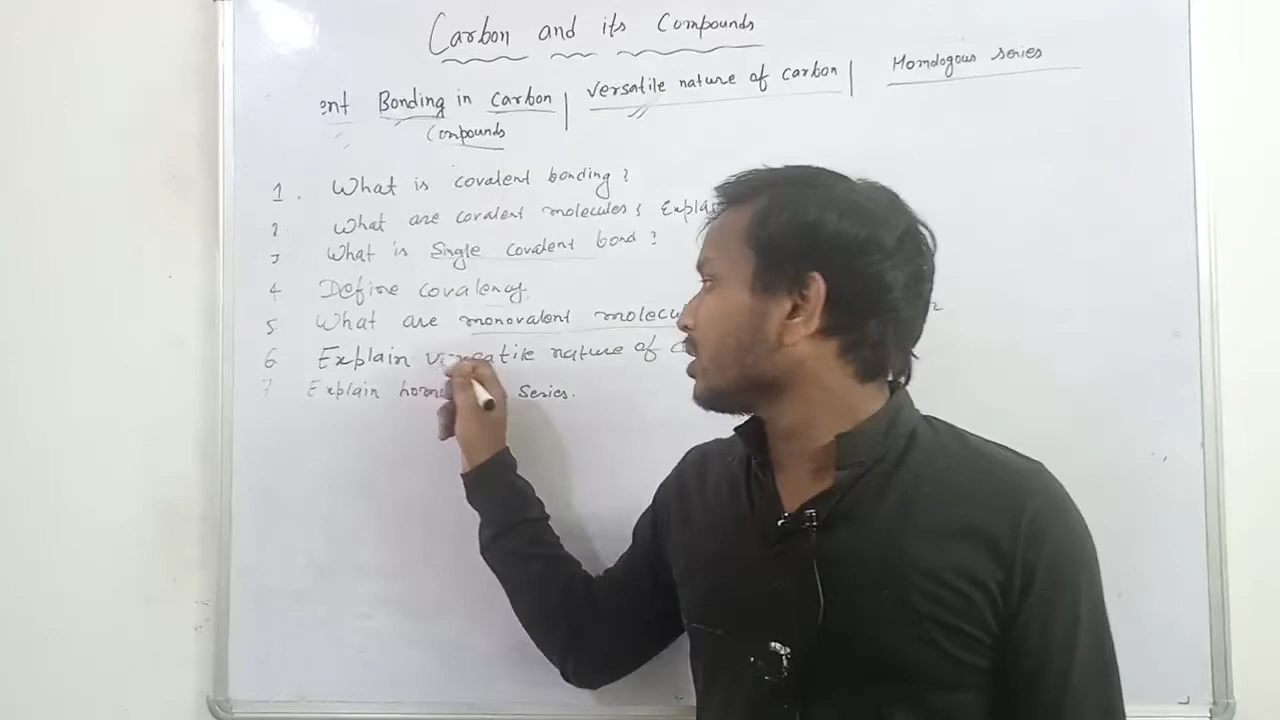 Carbon and its Compounds
ent Bonding in carbon | versatile nature of carbon | Homologous series
Compounds
1. What is covalent bonding?
2 What are covalent molecules? Expla
3 What is Single covalent bond?
4 Define covalency.
5 What are monovalent molecu 2
6 Explain versatile nature of c
7 Explain homo series.